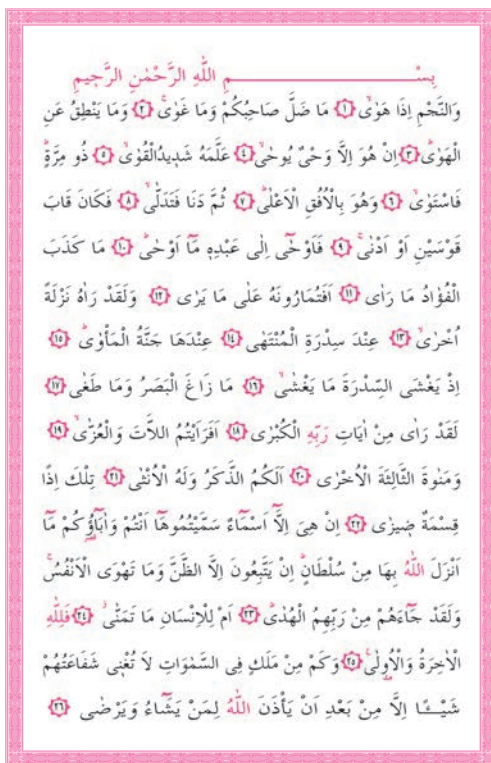 بِسْمِ اللّٰهِ الرَّحْمٰنِ الرَّح۪يمِ
وَالنَّجْمِ اِذَا هَوٰىۙ ﴿١﴾ مَا ضَلَّ صَاحِبُكُمْ وَمَا غَوٰىۚ ﴿٢﴾ وَمَا يَنْطِقُ عَنِ
الْهَوٰىۜ ﴿٣﴾ اِنْ هُوَ اِلَّا وَحْيٌ يُوحٰىۙ ﴿٤﴾ عَلَّمَهُ شَد۪يدُ الْقُوٰىۙ ﴿٥﴾ ذُو مِرَّةٍۜ
فَاسْتَوٰىۙ ﴿٦﴾ وَهُوَ بِالْاُفُقِ الْاَعْلٰىۜ ﴿٧﴾ ثُمَّ دَنَا فَتَدَلّٰىۙ ﴿٨﴾ فَكَانَ قَابَ
قَوْسَيْنِ اَوْ اَدْنٰىۚ ﴿٩﴾ فَاَوْحٰٓى اِلٰى عَبْدِه۪ مَٓا اَوْحٰىۜ ﴿١٠﴾ مَا كَذَبَ
الْفُؤٰادُ مَا رَاٰى ﴿١١﴾ اَفَتُمَارُونَهُ عَلٰى مَا يَرٰى ﴿١٢﴾ وَلَقَدْ رَاٰهُ نَزْلَةً
اُخْرٰىۙ ﴿١٣﴾ عِنْدَ سِدْرَةِ الْمُنْتَهٰى ﴿١٤﴾ عِنْدَهَا جَنَّةُ الْمَأْوٰىۜ ﴿١٥﴾
اِذْ يَغْشَى السِّدْرَةَ مَا يَغْشٰىۙ ﴿١٦﴾ مَا زَاغَ الْبَصَرُ وَمَا طَغٰى ﴿١٧﴾
لَقَدْ رَاٰى مِنْ اٰيَاتِ رَبِّهِ الْكُبْرٰى ﴿١٨﴾ اَفَرَاَيْتُمُ اللَّاتَ وَالْعُزّٰىۙ ﴿١٩﴾
وَمَنٰوةَ الثَّالِثَةَ الْاُخْرٰى ﴿٢٠﴾ اَلَكُمُ الذَّكَرُ وَلَهُ الْاُنْثٰى ﴿٢١﴾ تِلْكَ اِذًا
قِسْمَةٌ ض۪يزٰى ﴿٢٢﴾ اِنْ هِيَ اِلَّٓا اَسْمَٓاءٌ سَمَّيْتُمُوهَٓا اَنْتُمْ وَاٰبَٓاؤُ۬كُمْ مَٓا
اَنْزَلَ اللّٰهُ بِهَا مِنْ سُلْطَانٍۜ اِنْ يَتَّبِعُونَ اِلَّا الظَّنَّ وَمَا تَهْوَى الْاَنْفُسُۚ
وَلَقَدْ جَٓاءَهُمْ مِنْ رَبِّهِمُ الْهُدٰىۜ ﴿٢٣﴾ اَمْ لِلْاِنْسَانِ مَا تَمَنّٰىۘ ﴿٢٤﴾ فَلِلّٰهِ
الْاٰخِرَةُ وَالْاُو۫لٰى۟ ﴿٢٥﴾ وَكَمْ مِنْ مَلَكٍ فِي السَّمٰوَاتِ لَا تُغْن۪ي شَفَاعَتُهُمْ
شَيْـًٔا اِلَّا مِنْ بَعْدِ اَنْ يَأْذَنَ اللّٰهُ لِمَنْ يَشَٓاءُ وَيَرْضٰى ﴿٢٦﴾